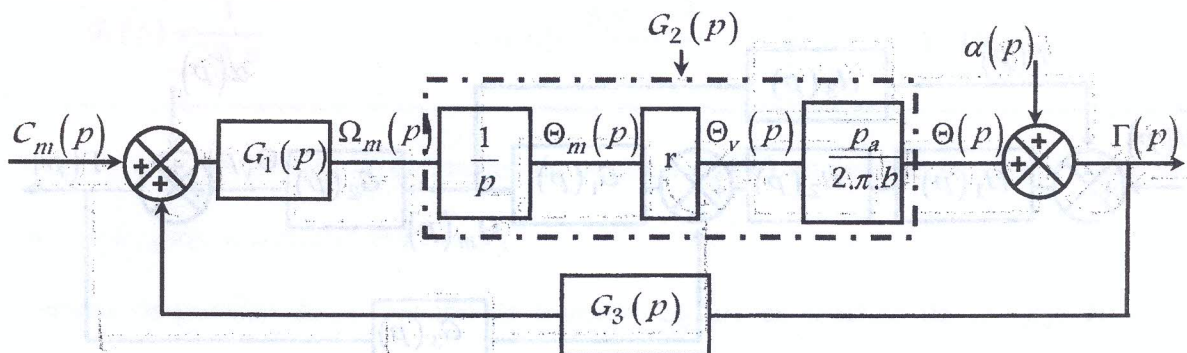 G₂(p)
α(p)
Cₘ(p)
+
+
G₁(p)
Ωₘ(p)
1/p
Θₘ(p)
r
Θᵥ(p)
pₐ/2.π.b
Θ(p)
+
+
Γ(p)
G₃(p)